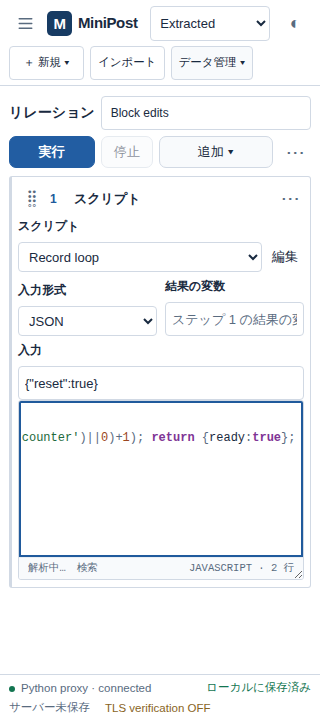 M MiniPost Extracted
+ 新規 ▾ インポート データ管理 ▾
リレーション Block edits
実行 停止 追加 ▾ ···
1 スクリプト ···
スクリプト
Record loop 編集
入力形式 結果の変数
JSON ステップ 1 の結果の変
入力
{"reset":true}
counter')||0)+1); return {ready:true};
解析中… 検索 JAVASCRIPT · 2 行
Python proxy · connected ローカルに保存済み
サーバー未保存 TLS verification OFF